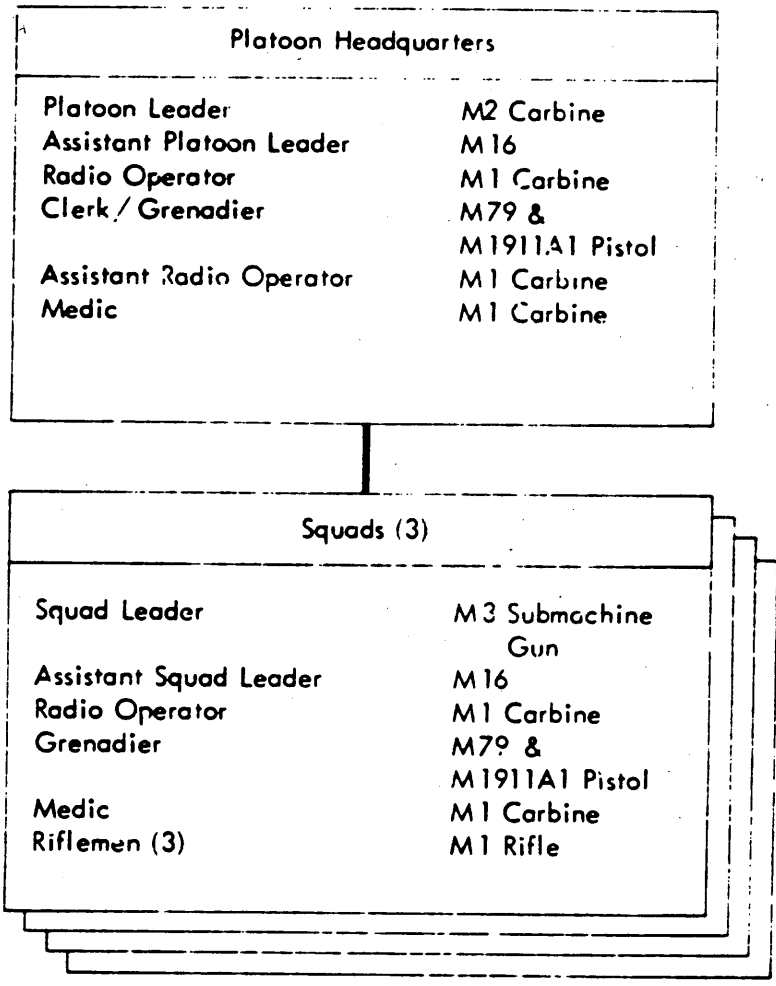 Platoon Headquarters
Platoon Leader M2 Carbine
Assistant Platoon Leader M16
Radio Operator M1 Carbine
Clerk/Grenadier M79 &
M1911A1 Pistol
Assistant Radio Operator M1 Carbine
Medic M1 Carbine
Squads (3)
Squad Leader M3 Submachine
Gun
Assistant Squad Leader M16
Radio Operator M1 Carbine
Grenadier M79 &
M1911A1 Pistol
Medic M1 Carbine
Riflemen (3) M1 Rifle